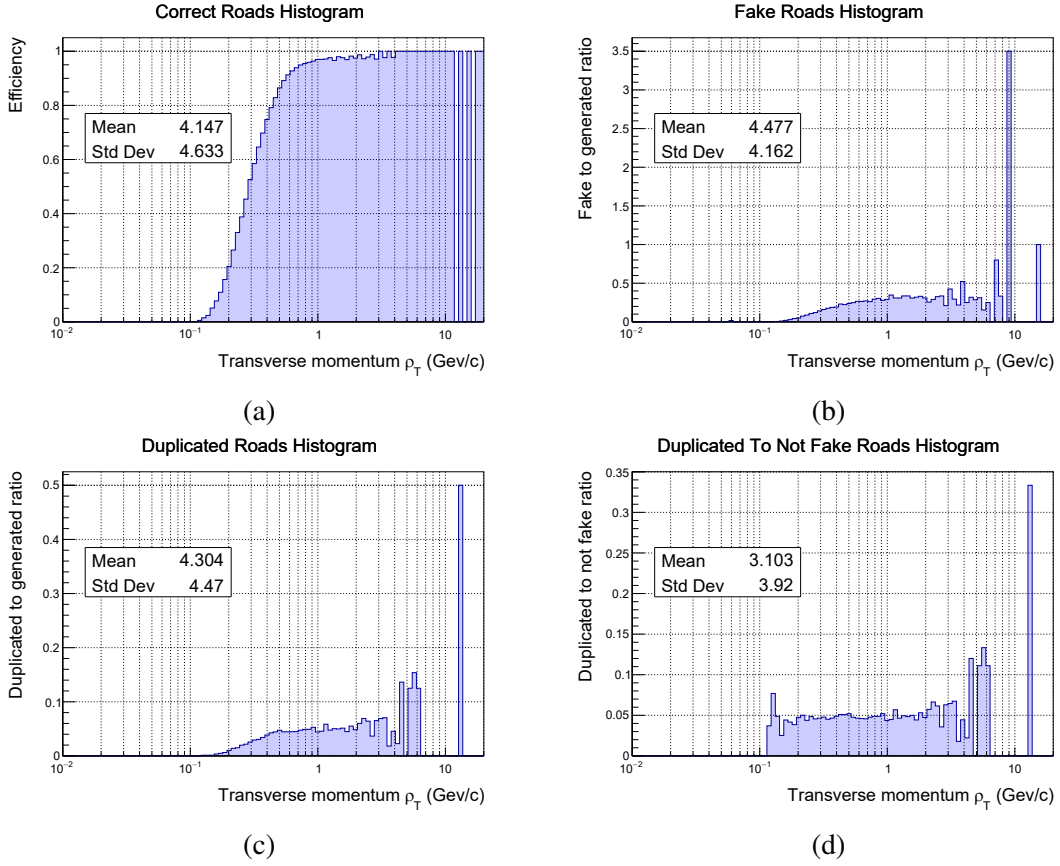 Correct Roads Histogram
Efficiency
1
0.8
0.6
0.4
0.2
0
Mean 4.147
Std Dev 4.633
10⁻² 10⁻¹ 1 10
Transverse momentum ρ_T (Gev/c)
(a)
Fake Roads Histogram
Fake to generated ratio
3.5
3
2.5
2
1.5
1
0.5
0
Mean 4.477
Std Dev 4.162
10⁻² 10⁻¹ 1 10
Transverse momentum ρ_T (Gev/c)
(b)
Duplicated Roads Histogram
Duplicated to generated ratio
0.5
0.4
0.3
0.2
0.1
0
Mean 4.304
Std Dev 4.47
10⁻² 10⁻¹ 1 10
Transverse momentum ρ_T (Gev/c)
(c)
Duplicated To Not Fake Roads Histogram
Duplicated to not fake ratio
0.35
0.3
0.25
0.2
0.15
0.1
0.05
0
Mean 3.103
Std Dev 3.92
10⁻² 10⁻¹ 1 10
Transverse momentum ρ_T (Gev/c)
(d)